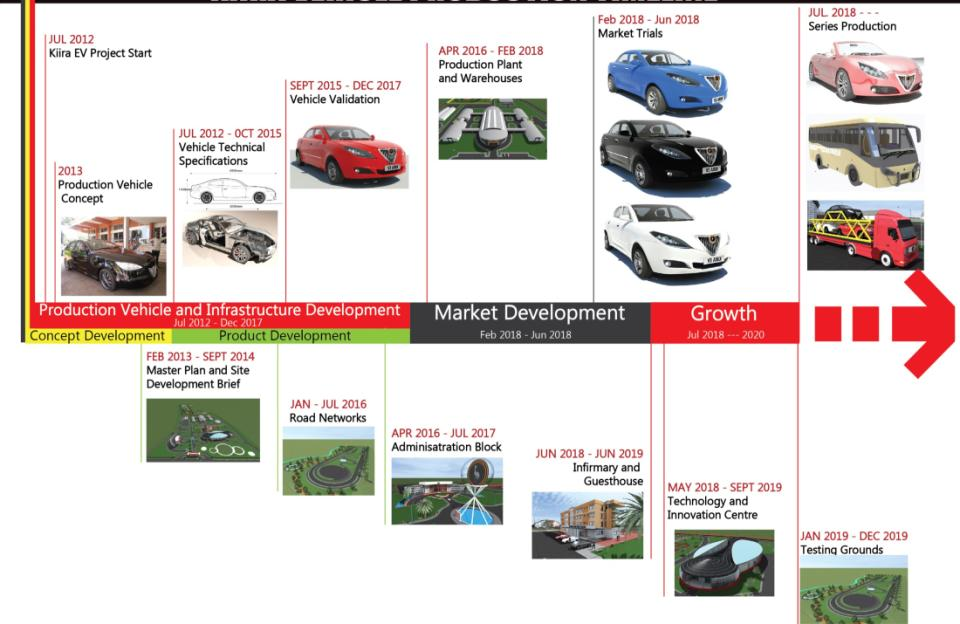 JUL 2012
Kiira EV Project Start
2013
Production Vehicle
Concept
JUL 2012 - 0CT 2015
Vehicle Technical
Specifications
SEPT 2015 - DEC 2017
Vehicle Validation
APR 2016 - FEB 2018
Production Plant
and Warehouses
Feb 2018 - Jun 2018
Market Trials
JUL. 2018 - - -
Series Production
Production Vehicle and Infrastructure Development
Jul 2012 - Dec 2017
Concept Development
Product Development
Market Development
Feb 2018 - Jun 2018
Growth
Jul 2018 --- 2020
FEB 2013 - SEPT 2014
Master Plan and Site
Development Brief
JAN - JUL 2016
Road Networks
APR 2016 - JUL 2017
Adminisatration Block
JUN 2018 - JUN 2019
Infirmary and
Guesthouse
MAY 2018 - SEPT 2019
Technology and
Innovation Centre
JAN 2019 - DEC 2019
Testing Grounds